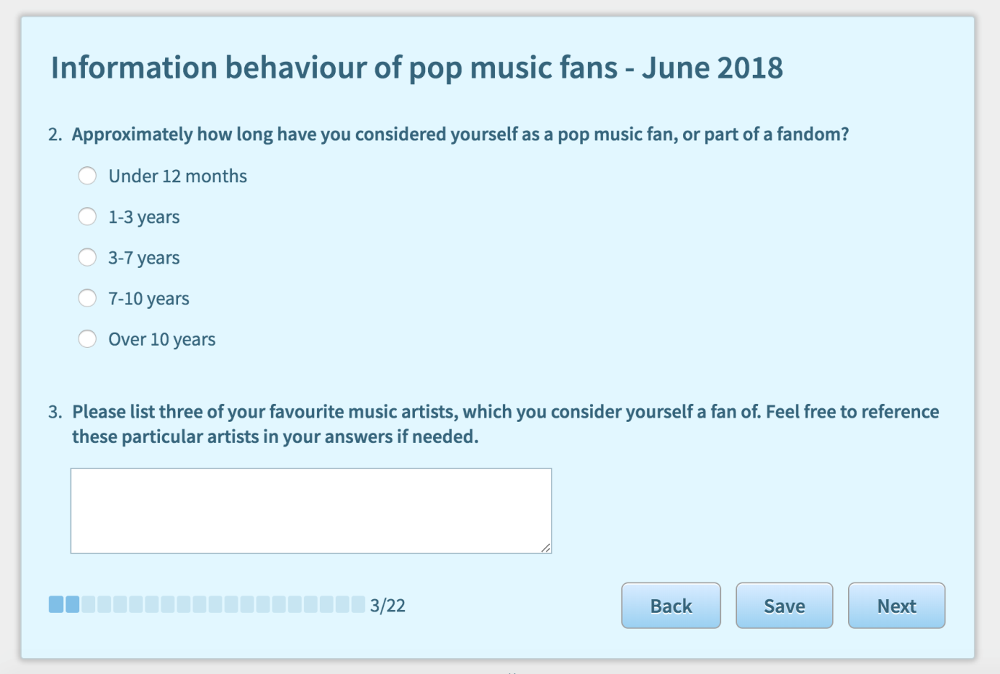 Information behaviour of pop music fans - June 2018
2. Approximately how long have you considered yourself as a pop music fan, or part of a fandom?
Under 12 months
1-3 years
3-7 years
7-10 years
Over 10 years
3. Please list three of your favourite music artists, which you consider yourself a fan of. Feel free to reference
these particular artists in your answers if needed.
3/22
Back
Save
Next